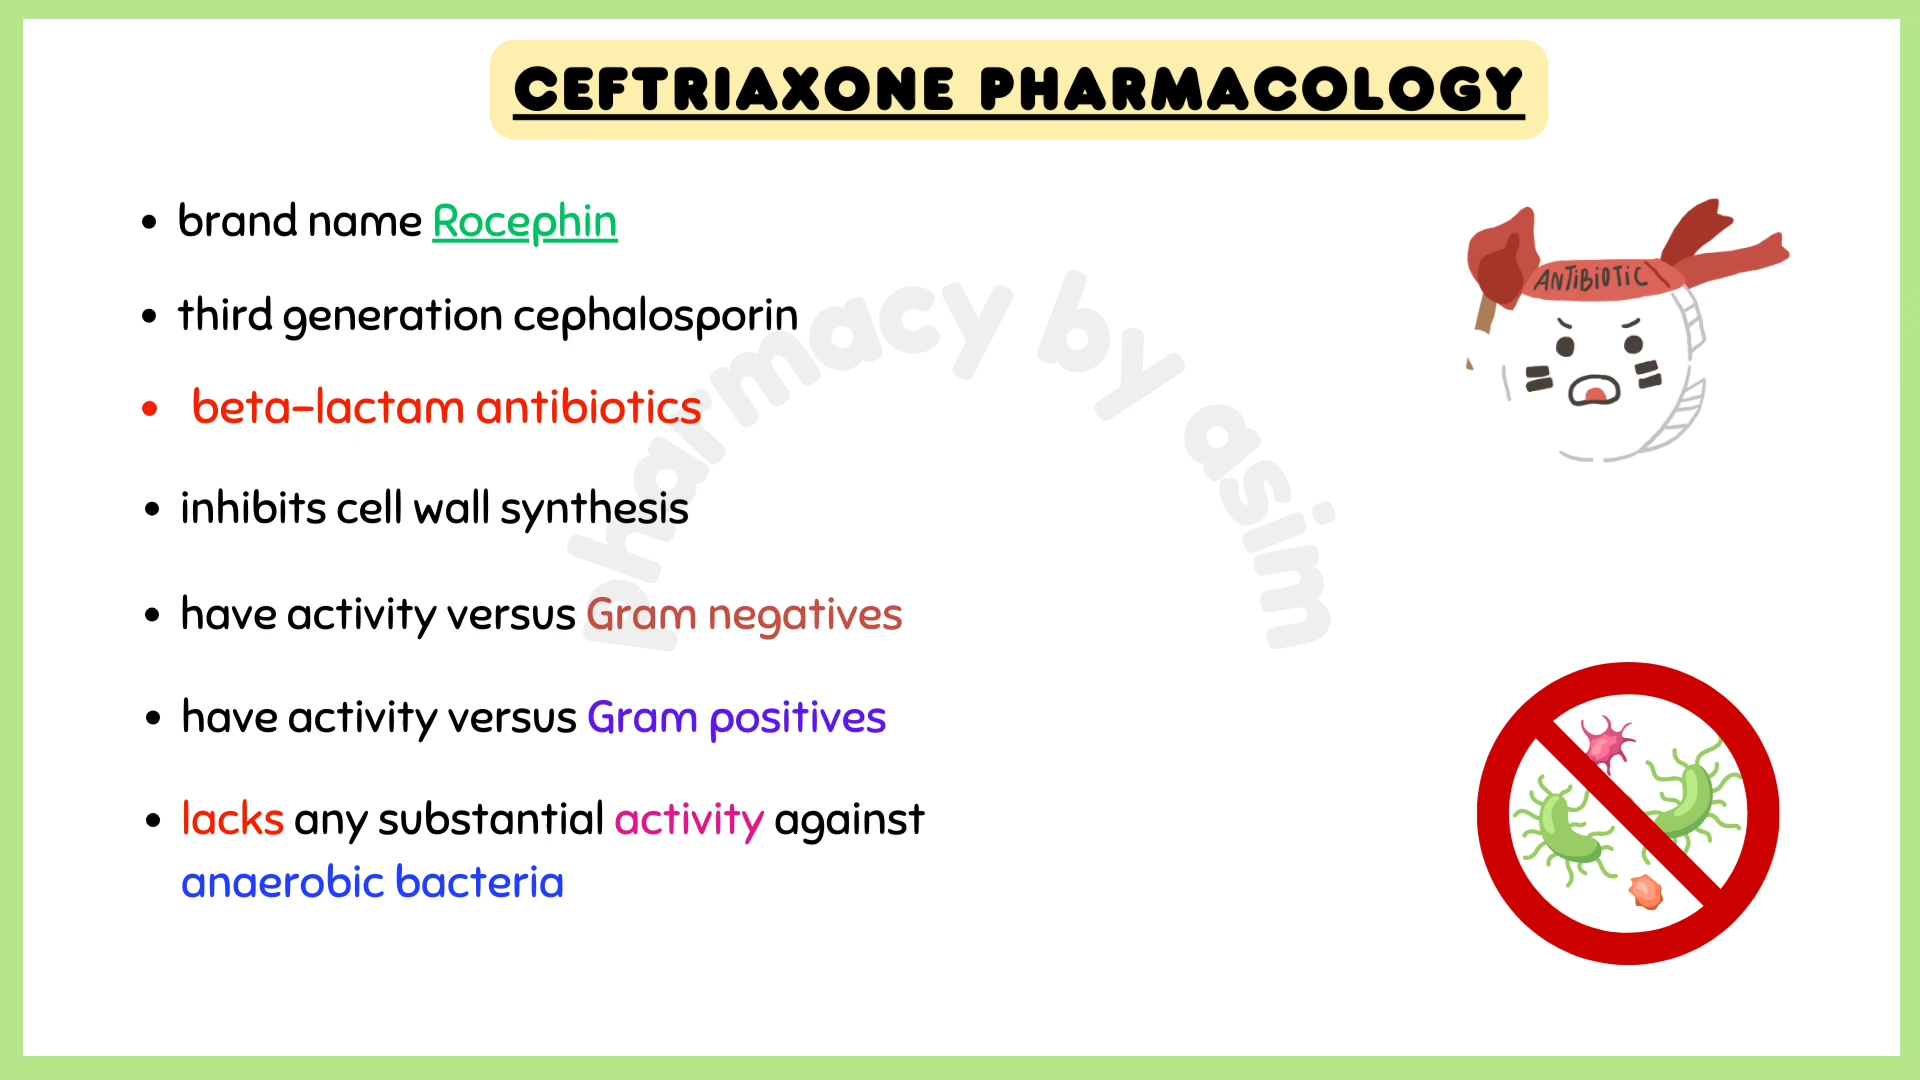 CEFTRIAXONE PHARMACOLOGY
• brand name Rocephin
• third generation cephalosporin
• beta-lactam antibiotics
• inhibits cell wall synthesis
• have activity versus Gram negatives
• have activity versus Gram positives
• lacks any substantial activity against
anaerobic bacteria
ANTiBiOTiC
pharmacy by asim